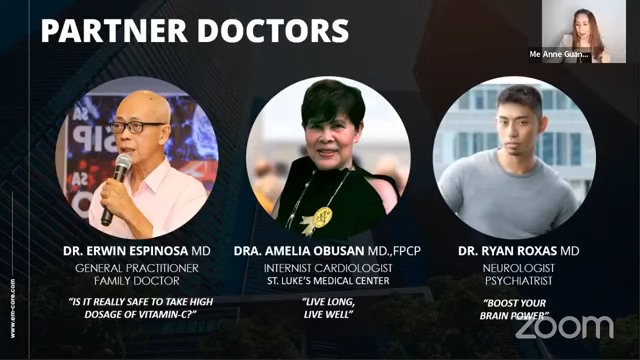 PARTNER DOCTORS
Me Anne Guan...
DR. ERWIN ESPINOSA MD
GENERAL PRACTITIONER
FAMILY DOCTOR
"IS IT REALLY SAFE TO TAKE HIGH
DOSAGE OF VITAMIN-C?"
DRA. AMELIA OBUSAN MD.,FPCP
INTERNIST CARDIOLOGIST
ST. LUKE'S MEDICAL CENTER
"LIVE LONG,
LIVE WELL"
DR. RYAN ROXAS MD
NEUROLOGIST
PSYCHIATRIST
"BOOST YOUR
BRAIN POWER"
www.em-core.com
zoom